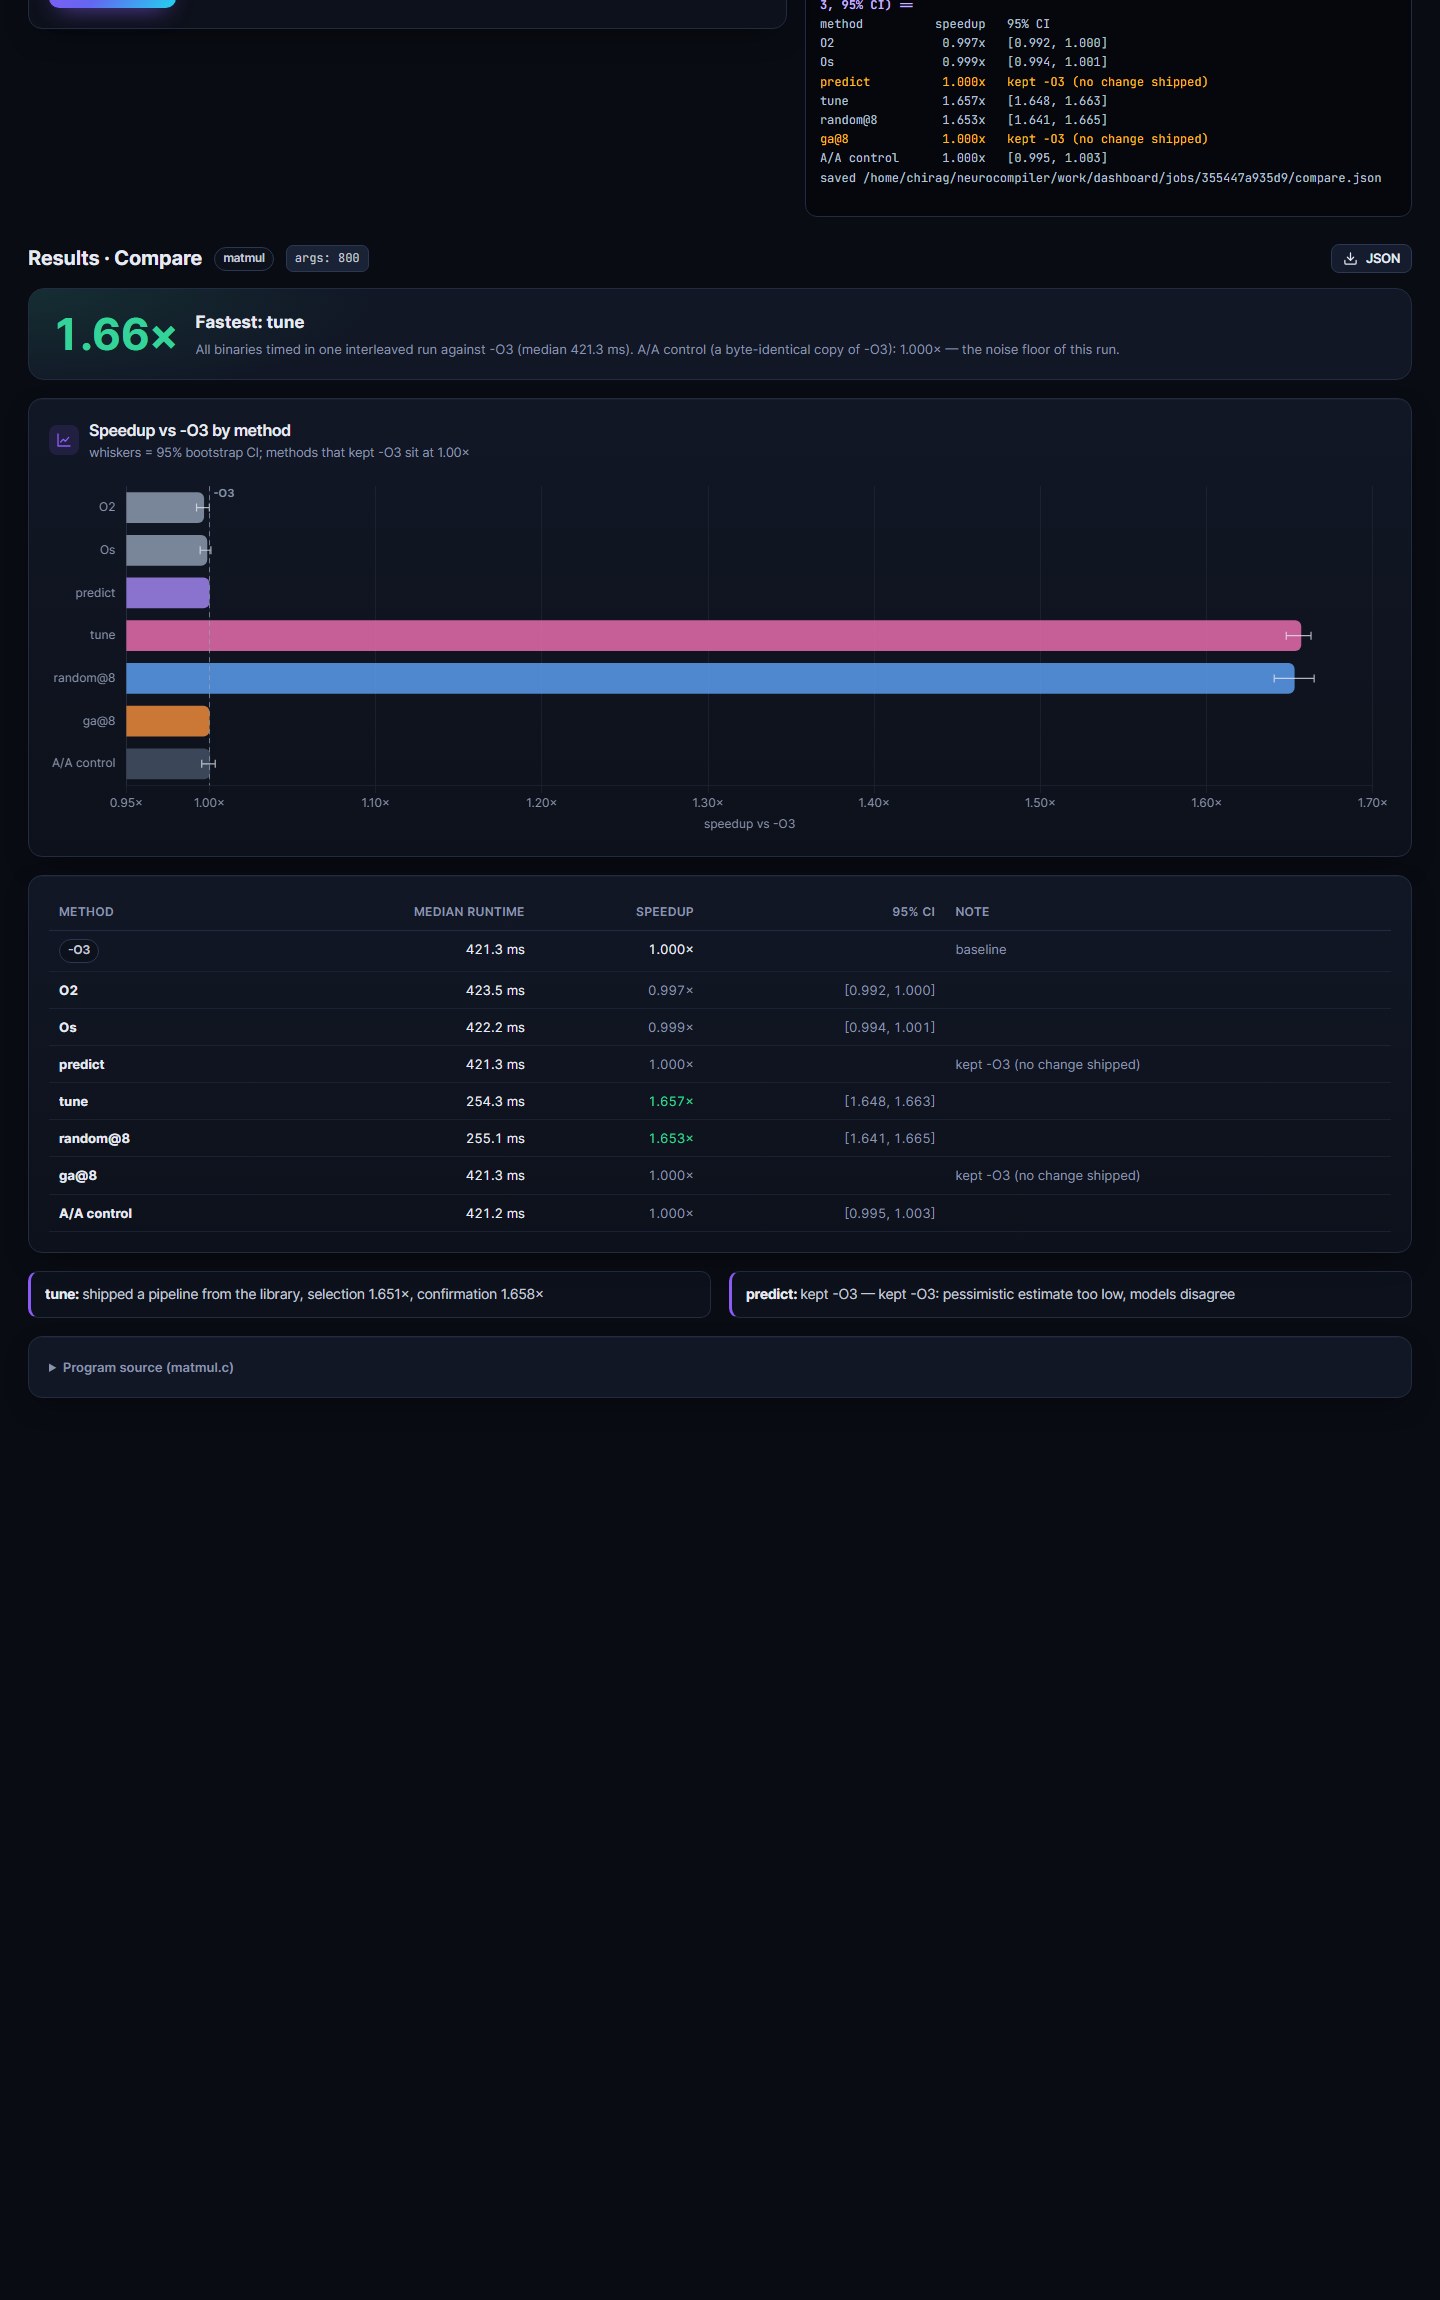 3, 95% CI) ==
method speedup 95% CI
O2 0.997x [0.992, 1.000]
Os 0.999x [0.994, 1.001]
predict 1.000x kept -O3 (no change shipped)
tune 1.657x [1.648, 1.663]
random@8 1.653x [1.641, 1.665]
ga@8 1.000x kept -O3 (no change shipped)
A/A control 1.000x [0.995, 1.003]
saved /home/chirag/neurocompiler/work/dashboard/jobs/355447a935d9/compare.json
Results · Compare matmul args: 800 JSON
1.66× Fastest: tune
All binaries timed in one interleaved run against -O3 (median 421.3 ms). A/A control (a byte-identical copy of -O3): 1.000× — the noise floor of this run.
Speedup vs -O3 by method
whiskers = 95% bootstrap CI; methods that kept -O3 sit at 1.00×
-O3
O2
Os
predict
tune
random@8
ga@8
A/A control
0.95× 1.00× 1.10× 1.20× 1.30× 1.40× 1.50× 1.60× 1.70×
speedup vs -O3
METHOD MEDIAN RUNTIME SPEEDUP 95% CI NOTE
-O3 421.3 ms 1.000× baseline
O2 423.5 ms 0.997× [0.992, 1.000]
Os 422.2 ms 0.999× [0.994, 1.001]
predict 421.3 ms 1.000× kept -O3 (no change shipped)
tune 254.3 ms 1.657× [1.648, 1.663]
random@8 255.1 ms 1.653× [1.641, 1.665]
ga@8 421.3 ms 1.000× kept -O3 (no change shipped)
A/A control 421.2 ms 1.000× [0.995, 1.003]
tune: shipped a pipeline from the library, selection 1.651×, confirmation 1.658×
predict: kept -O3 — kept -O3: pessimistic estimate too low, models disagree
Program source (matmul.c)